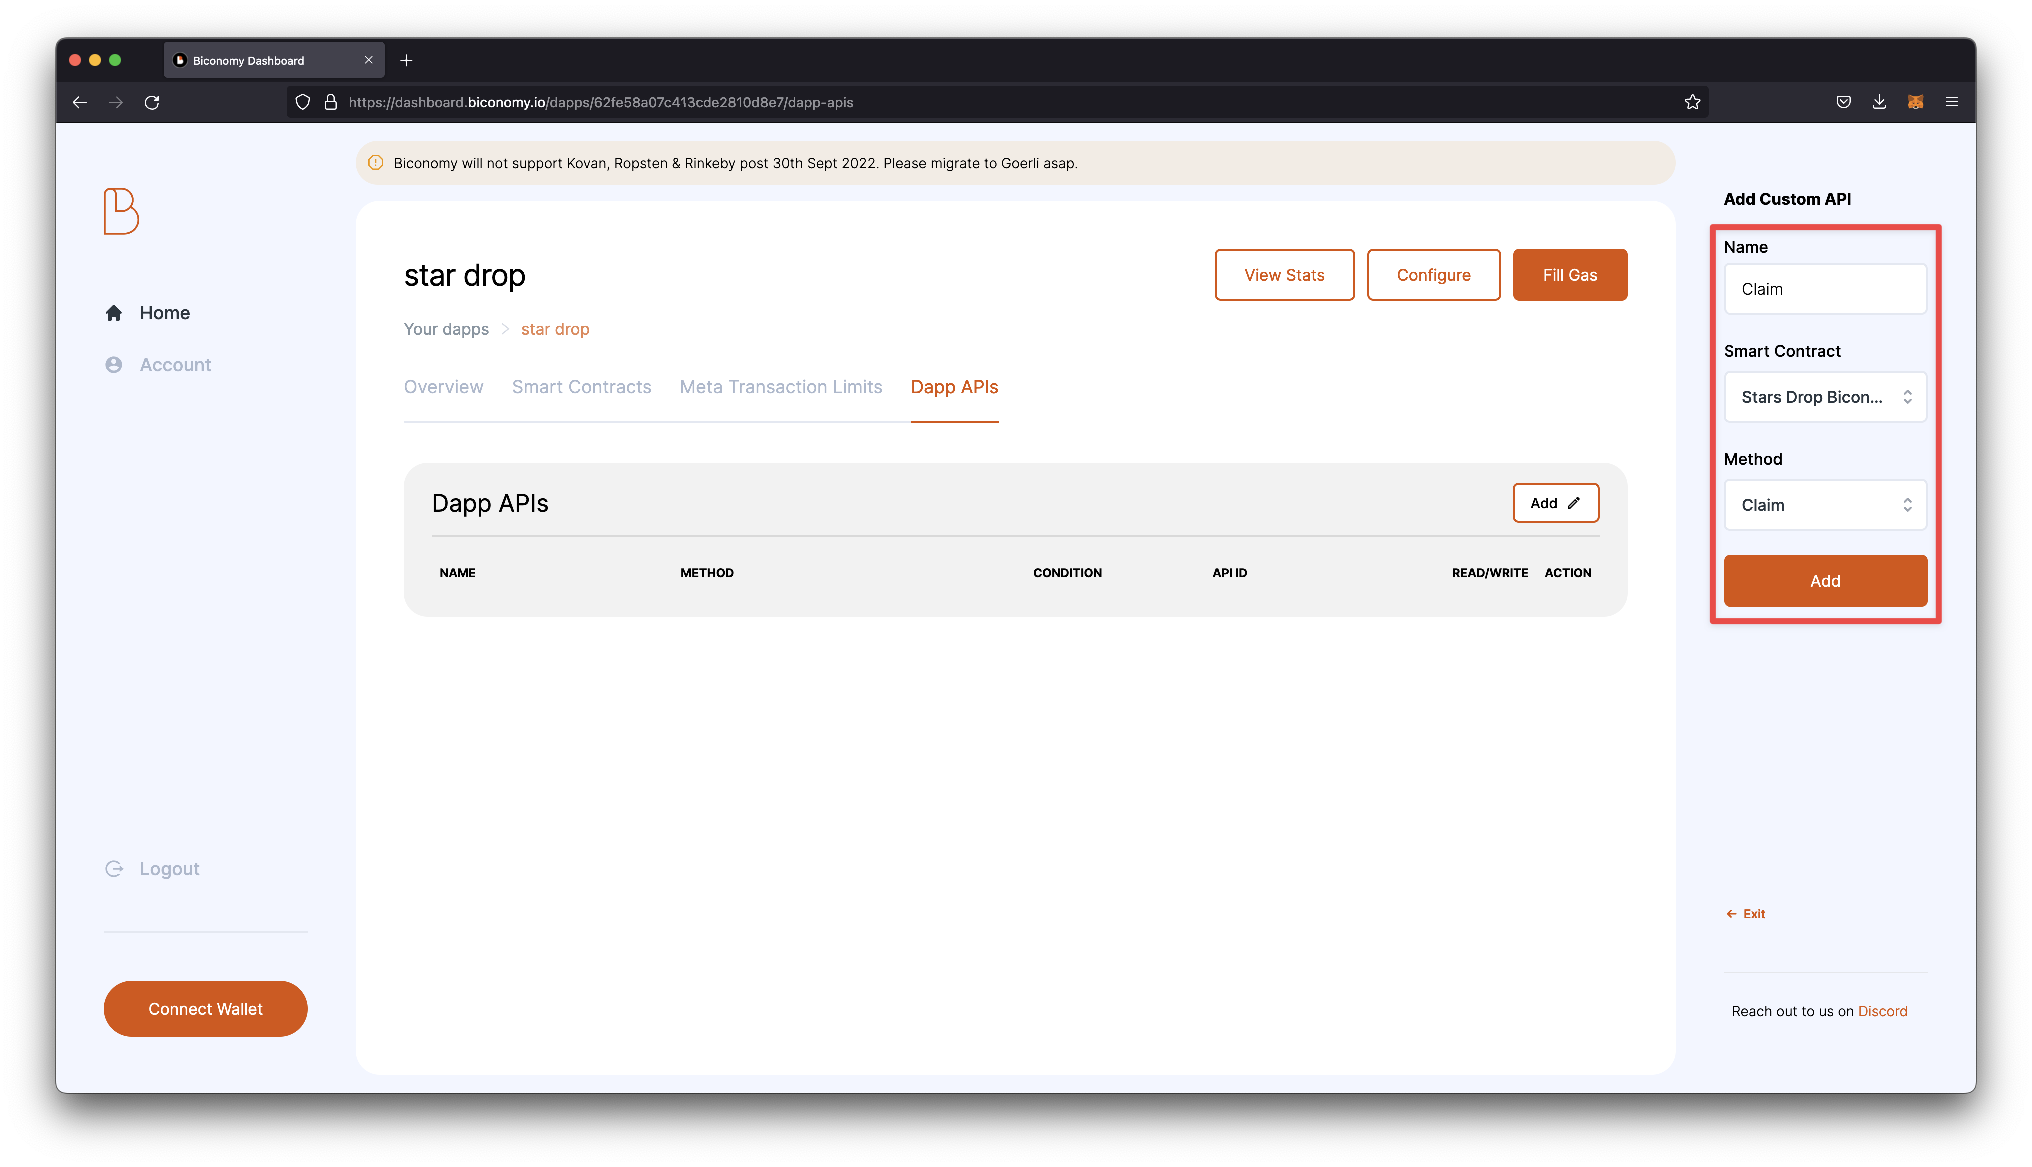 Biconomy Dashboard
https://dashboard.biconomy.io/dapps/62fe58a07c413cde2810d8e7/dapp-apis
Biconomy will not support Kovan, Ropsten & Rinkeby post 30th Sept 2022. Please migrate to Goerli asap.
Home
Account
Logout
Connect Wallet
star drop
View Stats
Configure
Fill Gas
Your dapps > star drop
Overview
Smart Contracts
Meta Transaction Limits
Dapp APIs
Dapp APIs
Add
NAME
METHOD
CONDITION
API ID
READ/WRITE
ACTION
Add Custom API
Name
Claim
Smart Contract
Stars Drop Bicon...
Method
Claim
Add
Exit
Reach out to us on Discord